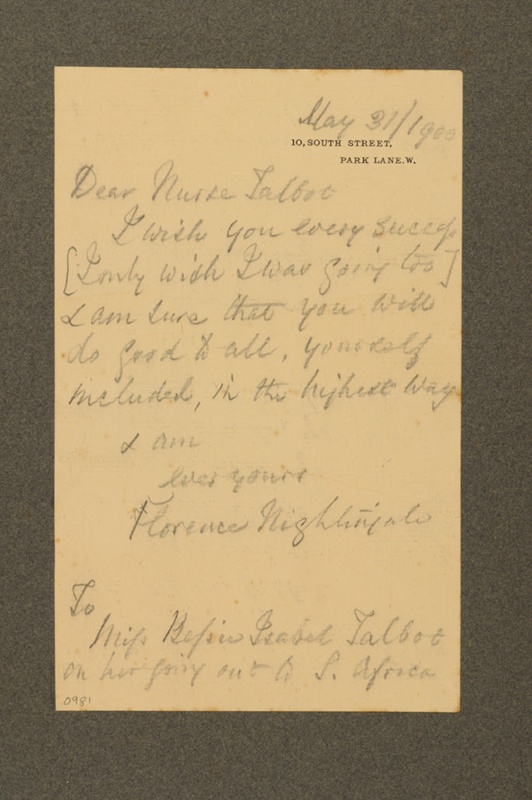 May 31/1900
10, SOUTH STREET,
PARK LANE. W.
Dear Nurse Talbot
I wish you every success
[I only wish I was going too]
& am sure that you will
do good to all, yourself
included, in the highest way
& am
ever yours
Florence Nightingale
To
Miss Bessie Isabel Talbot
on her going out to S. Africa
0981